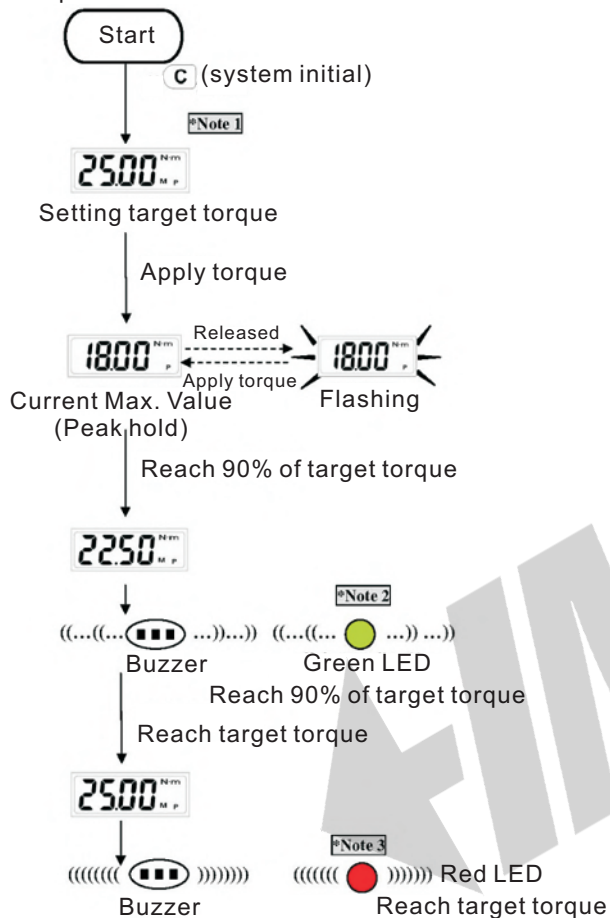 Start
C (system initial)
*Note 1
25.00 N·m
M P
Setting target torque
Apply torque
18.00 N·m
P
Released
Apply torque
18.00 N·m
P
Current Max. Value
(Peak hold)
Flashing
Reach 90% of target torque
22.50 N·m
M P
*Note 2
((...((... ...))...)) ((...((... ...)) ...))
Buzzer
Green LED
Reach 90% of target torque
Reach target torque
25.00 N·m
M P
*Note 3
(((((((( )))))))) ((((((( ))))))) Red LED
Buzzer
Reach target torque